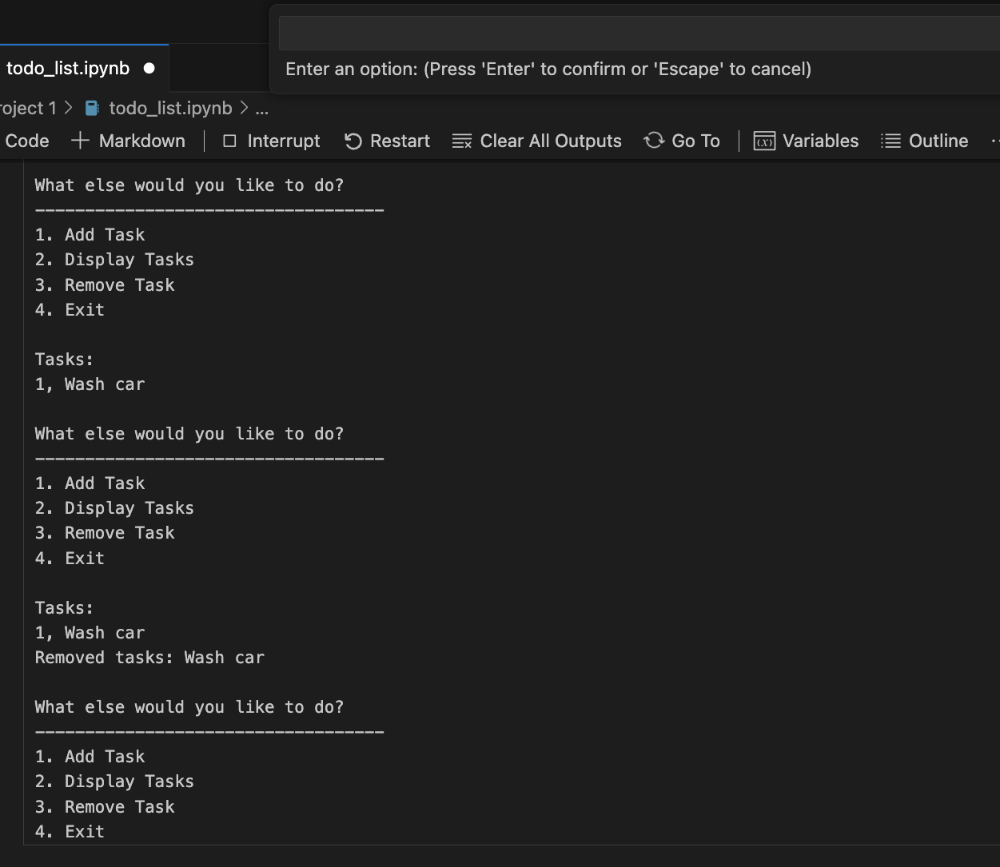 Enter an option: (Press 'Enter' to confirm or 'Escape' to cancel)
todo_list.ipynb
roject 1 > todo_list.ipynb > ...
Code + Markdown | Interrupt Restart Clear All Outputs Go To | (x) Variables Outline ..
What else would you like to do?
-----------------------------------
1. Add Task
2. Display Tasks
3. Remove Task
4. Exit
Tasks:
1, Wash car
What else would you like to do?
-----------------------------------
1. Add Task
2. Display Tasks
3. Remove Task
4. Exit
Tasks:
1, Wash car
Removed tasks: Wash car
What else would you like to do?
-----------------------------------
1. Add Task
2. Display Tasks
3. Remove Task
4. Exit